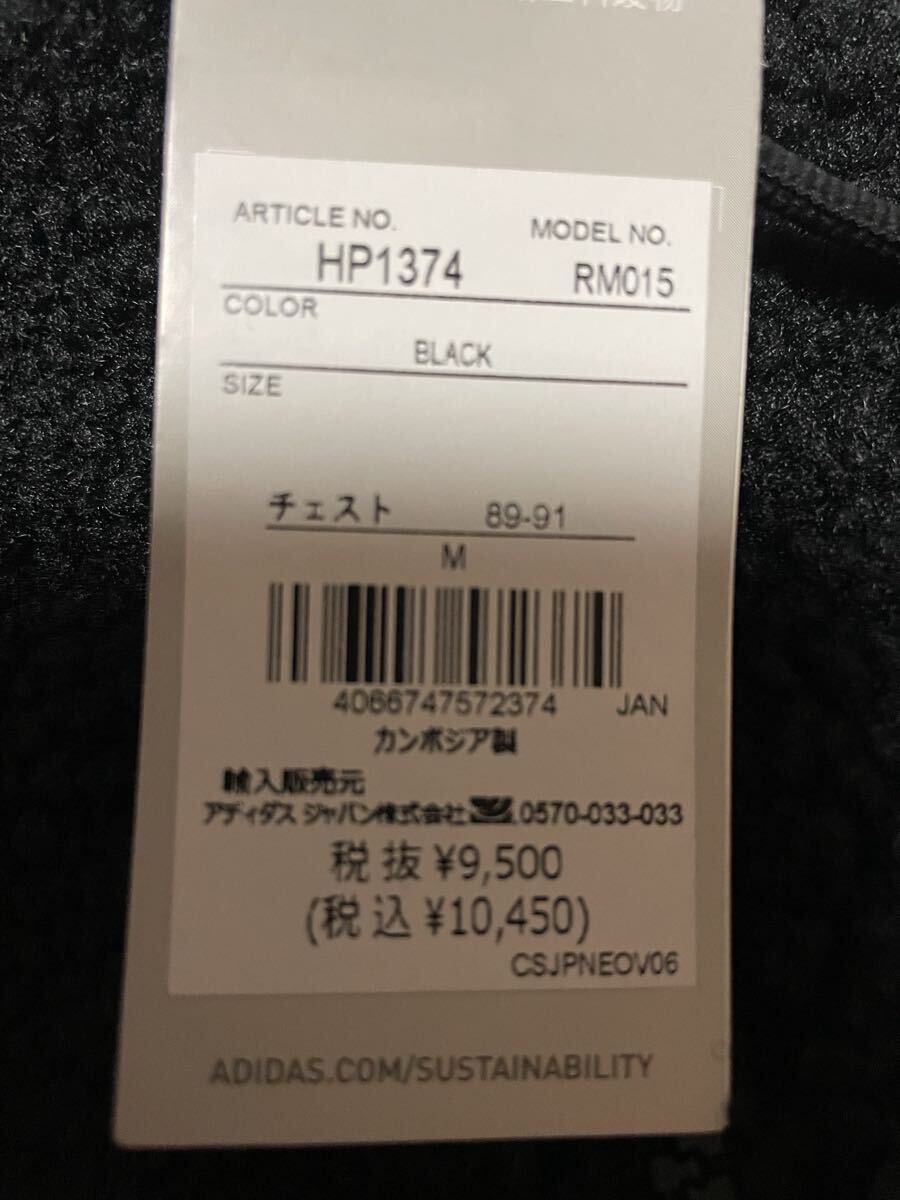 ARTICLE NO. MODEL NO.
HP1374 RM015
COLOR
BLACK
SIZE
チェスト 89-91
M
4066747572374 JAN
カンボジア製
輸入販売元
アディダス ジャパン株式会社 0570-033-033
税 抜 ¥9,500
(税 込 ¥10,450)
CSJPNEOV06
ADIDAS.COM/SUSTAINABILITY